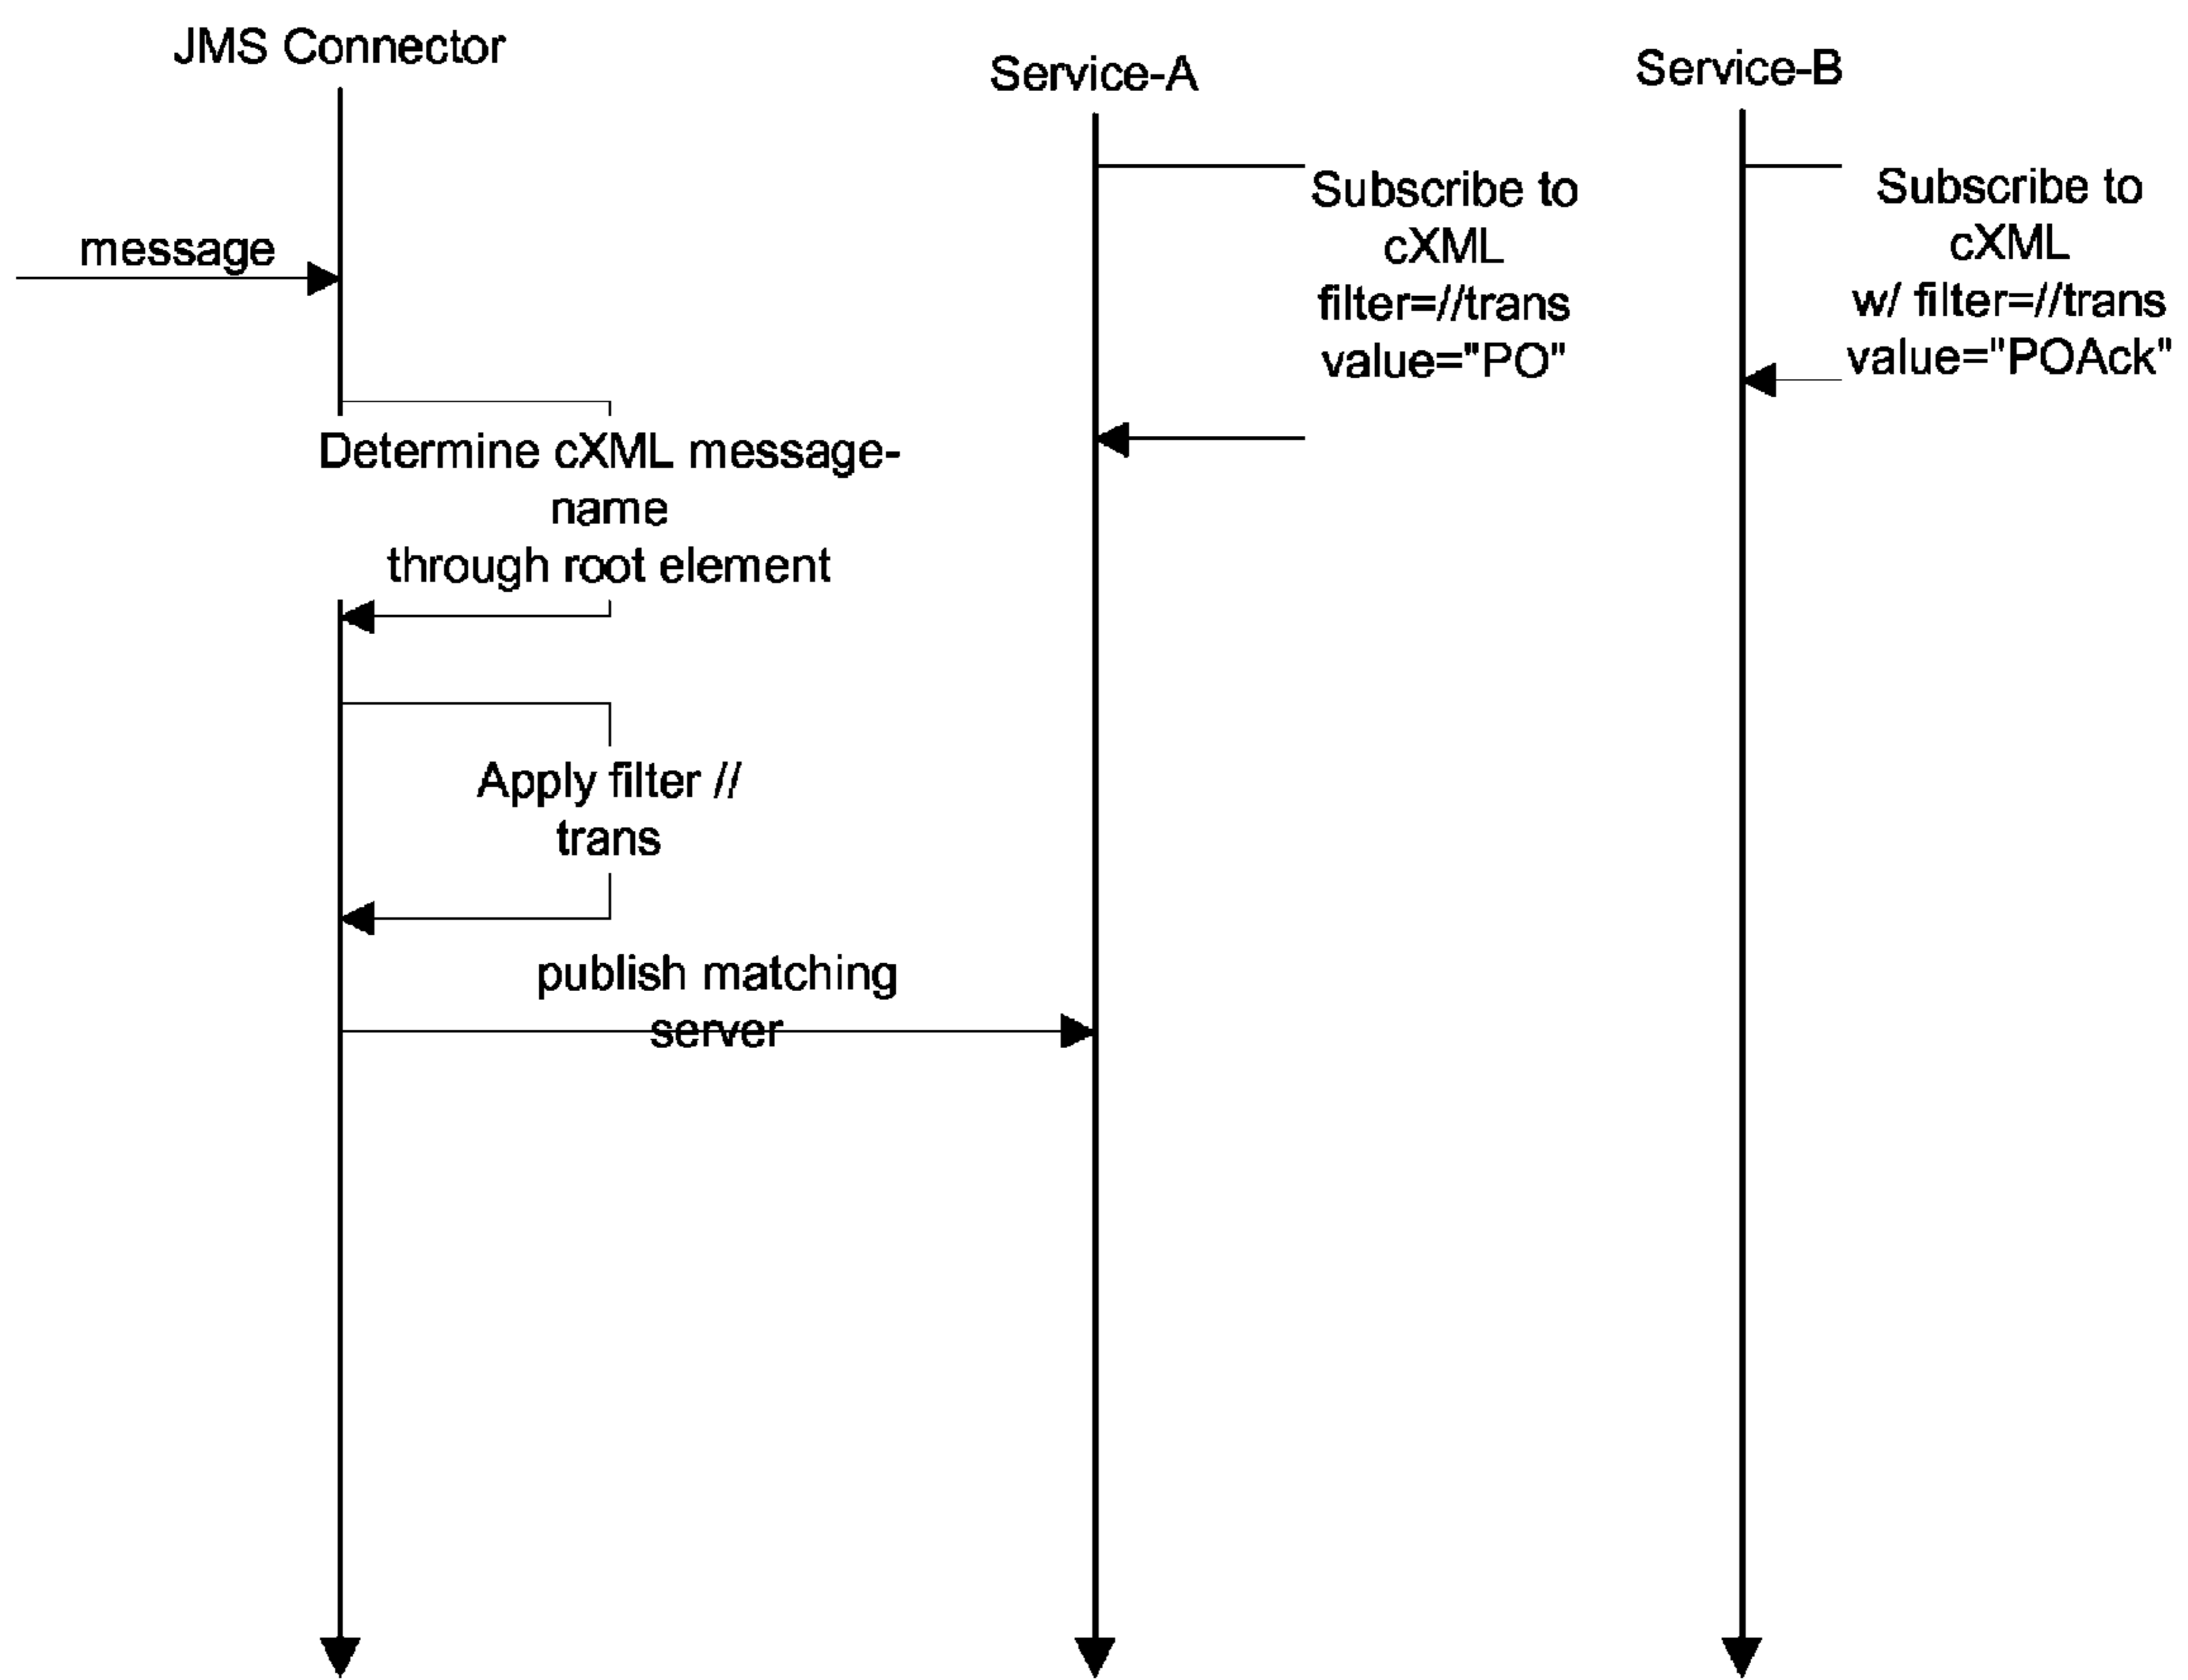 JMS Connector
Service-A
Service-B
message
Subscribe to
cXML
filter=//trans
value="PO"
Subscribe to
cXML
w/ filter=//trans
value="POAck"
Determine cXML message-
name
through root element
Apply filter //
trans
publish matching
server